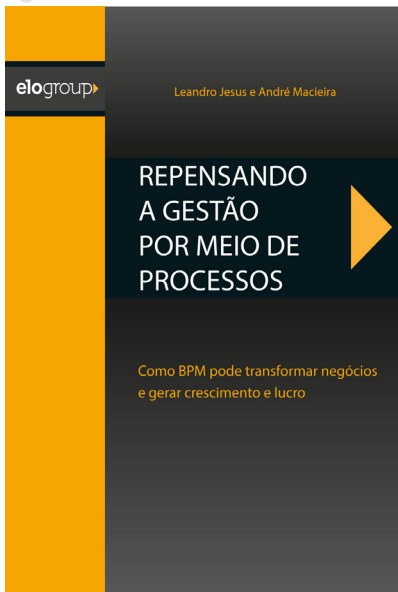 elogroup
Leandro Jesus e André Macieira
REPENSANDO
A GESTÃO
POR MEIO DE
PROCESSOS
Como BPM pode transformar negócios
e gerar crescimento e lucro